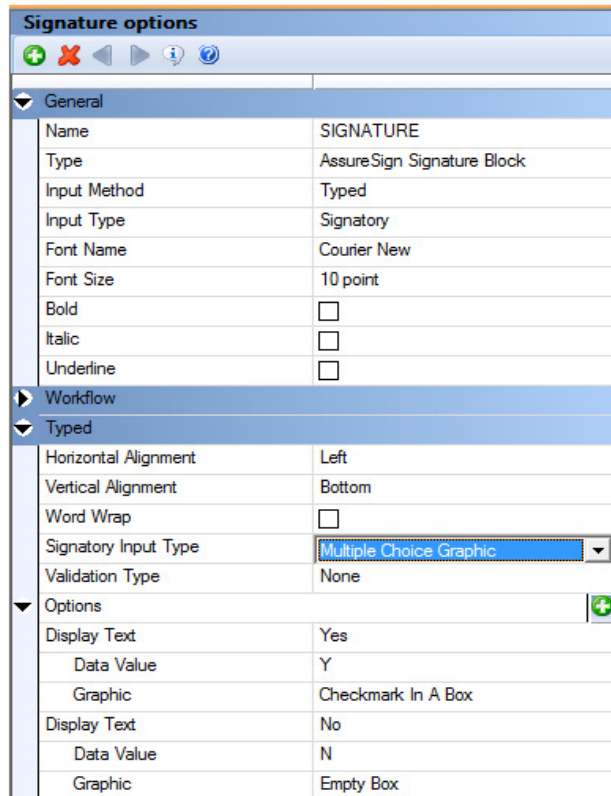 Signature options
General
Name SIGNATURE
Type AssureSign Signature Block
Input Method Typed
Input Type Signatory
Font Name Courier New
Font Size 10 point
Bold
Italic
Underline
Workflow
Typed
Horizontal Alignment Left
Vertical Alignment Bottom
Word Wrap
Signatory Input Type Multiple Choice Graphic
Validation Type None
Options
Display Text Yes
Data Value Y
Graphic Checkmark In A Box
Display Text No
Data Value N
Graphic Empty Box